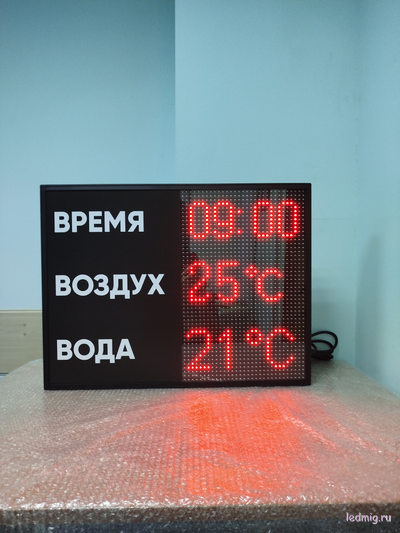 ВРЕМЯ 09:00
ВОЗДУХ 25°C
ВОДА 21°C
ledmig.ru